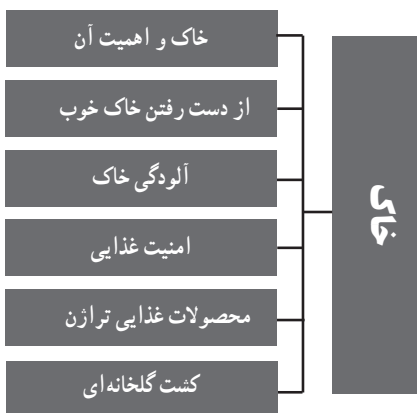 خاک
خاک و اهمیت آن
از دست رفتن خاک خوب
آلودگی خاک
امنیت غذایی
محصولات غذایی تراژن
کشت گلخانه‌ای